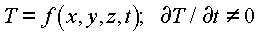 T = f(x, y, z, t);  ∂T / ∂t ≠ 0